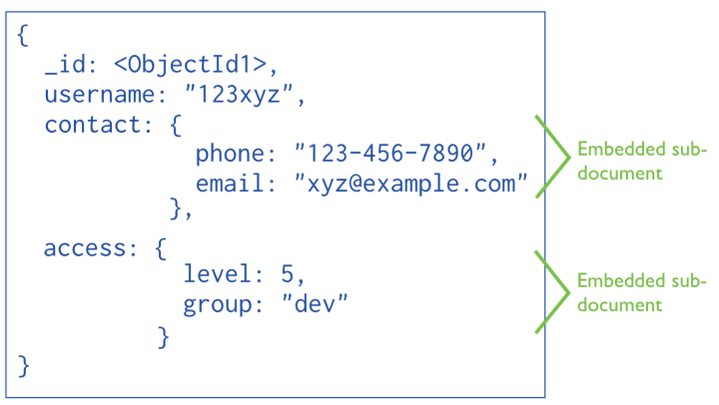 {
_id: <ObjectId1>,
username: "123xyz",
contact: {
phone: "123-456-7890",
email: "xyz@example.com"
},
access: {
level: 5,
group: "dev"
}
}
Embedded sub-
document
Embedded sub-
document